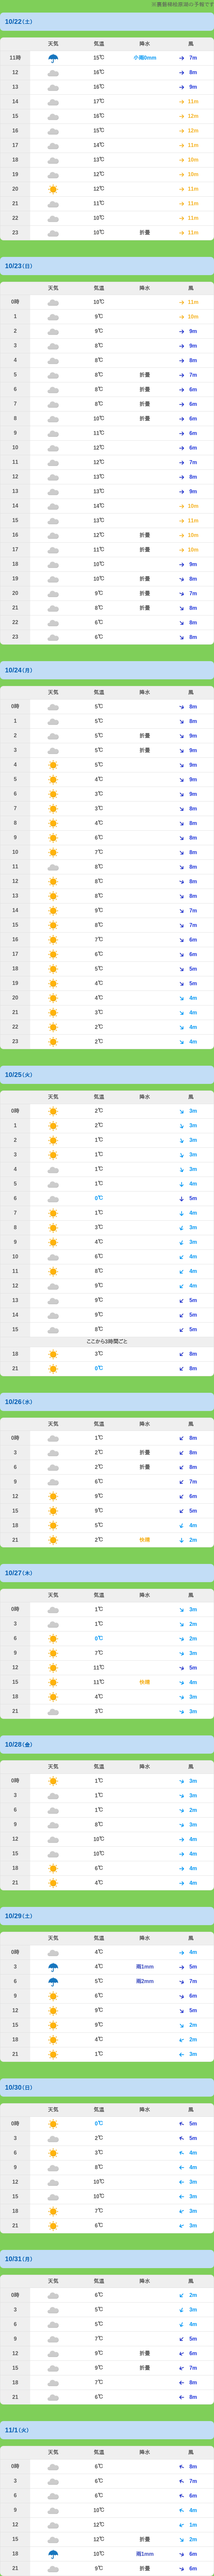 ※農業積総部減の予報です
10/22(土)
天気 気温 降水 風
11時 15℃ 小雨0mm 7m
12 16℃ 8m
13 16℃ 9m
14 17℃ 11m
15 16℃ 12m
16 15℃ 12m
17 14℃ 11m
18 13℃ 10m
19 12℃ 10m
20 12℃ 11m
21 11℃ 11m
22 10℃ 11m
23 10℃ 折畳 11m
10/23(日)
天気 気温 降水 風
0時 10℃ 11m
1 9℃ 10m
2 9℃ 9m
3 8℃ 9m
4 8℃ 8m
5 8℃ 折畳 7m
6 8℃ 折畳 6m
7 8℃ 折畳 6m
8 10℃ 折畳 6m
9 11℃ 6m
10 12℃ 6m
11 12℃ 7m
12 13℃ 8m
13 13℃ 9m
14 14℃ 10m
15 13℃ 11m
16 12℃ 折畳 10m
17 11℃ 折畳 10m
18 10℃ 9m
19 10℃ 折畳 8m
20 9℃ 折畳 7m
21 8℃ 折畳 8m
22 6℃ 8m
23 6℃ 8m
10/24(月)
天気 気温 降水 風
0時 5℃ 8m
1 5℃ 8m
2 5℃ 折畳 9m
3 5℃ 折畳 9m
4 5℃ 9m
5 4℃ 9m
6 3℃ 9m
7 3℃ 8m
8 4℃ 8m
9 6℃ 8m
10 7℃ 8m
11 8℃ 8m
12 8℃ 8m
13 8℃ 8m
14 9℃ 7m
15 8℃ 7m
16 7℃ 6m
17 6℃ 6m
18 5℃ 5m
19 4℃ 5m
20 4℃ 4m
21 3℃ 4m
22 2℃ 4m
23 2℃ 4m
10/25(火)
天気 気温 降水 風
0時 2℃ 3m
1 2℃ 3m
2 1℃ 3m
3 1℃ 3m
4 1℃ 3m
5 1℃ 4m
6 0℃ 5m
7 1℃ 4m
8 3℃ 3m
9 4℃ 3m
10 6℃ 4m
11 8℃ 4m
12 9℃ 4m
13 9℃ 5m
14 9℃ 5m
15 8℃ 5m
ここから3時間ごと
18 3℃ 8m
21 0℃ 8m
10/26(水)
天気 気温 降水 風
0時 1℃ 8m
3 2℃ 折畳 8m
6 2℃ 折畳 8m
9 6℃ 7m
12 9℃ 6m
15 9℃ 5m
18 5℃ 4m
21 2℃ 快晴 2m
10/27(木)
天気 気温 降水 風
0時 1℃ 3m
3 1℃ 2m
6 0℃ 2m
9 7℃ 3m
12 11℃ 5m
15 11℃ 快晴 4m
18 4℃ 3m
21 3℃ 3m
10/28(金)
天気 気温 降水 風
0時 1℃ 3m
3 1℃ 3m
6 1℃ 2m
9 8℃ 3m
12 10℃ 4m
15 10℃ 4m
18 6℃ 4m
21 4℃ 4m
10/29(土)
天気 気温 降水 風
0時 4℃ 4m
3 4℃ 雨1mm 5m
6 5℃ 雨2mm 7m
9 6℃ 6m
12 9℃ 5m
15 9℃ 2m
18 4℃ 2m
21 1℃ 3m
10/30(日)
天気 気温 降水 風
0時 0℃ 5m
3 2℃ 5m
6 3℃ 4m
9 8℃ 4m
12 10℃ 3m
15 10℃ 3m
18 7℃ 3m
21 6℃ 3m
10/31(月)
天気 気温 降水 風
0時 6℃ 2m
3 5℃ 3m
6 5℃ 4m
9 7℃ 5m
12 9℃ 折畳 6m
15 9℃ 折畳 7m
18 7℃ 8m
21 6℃ 8m
11/1(火)
天気 気温 降水 風
0時 6℃ 8m
3 6℃ 7m
6 6℃ 6m
9 10℃ 4m
12 12℃ 1m
15 12℃ 折畳 2m
18 10℃ 雨1mm 6m
21 9℃ 折畳 6m